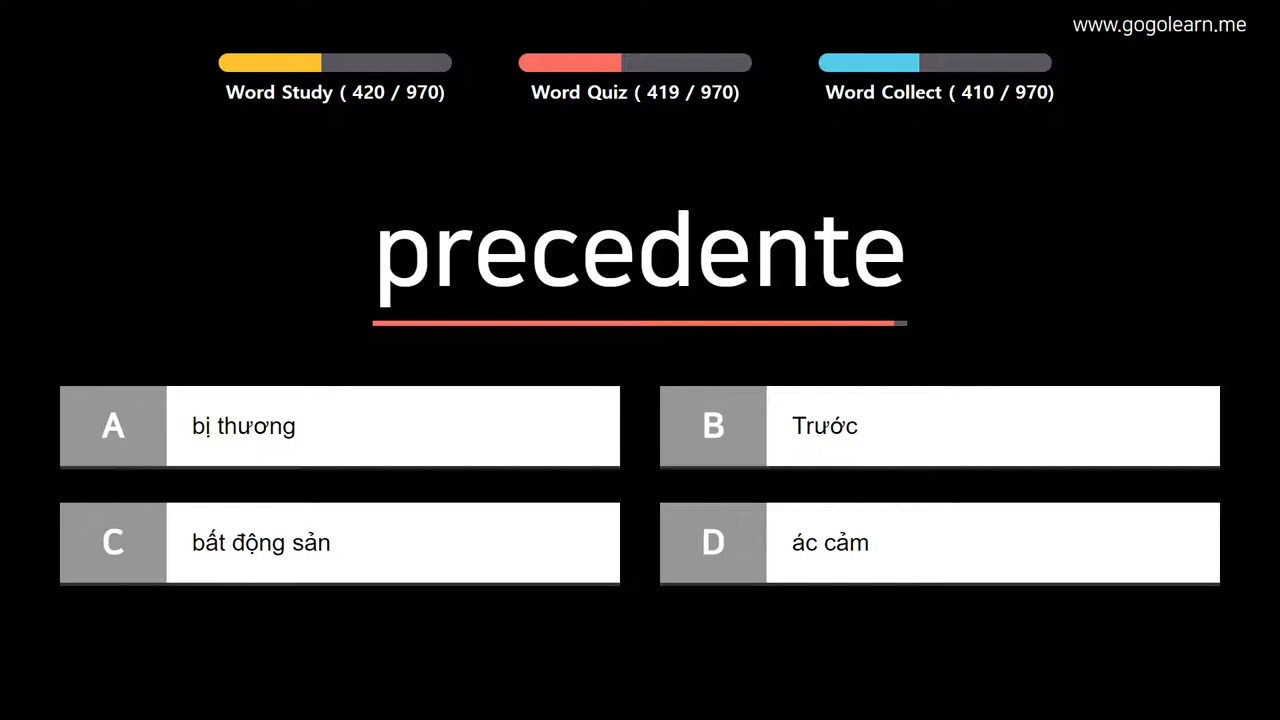 www.gogolearn.me
Word Study ( 420 / 970)
Word Quiz ( 419 / 970)
Word Collect ( 410 / 970)
precedente
A bị thương
B Trước
C bất động sản
D ác cảm